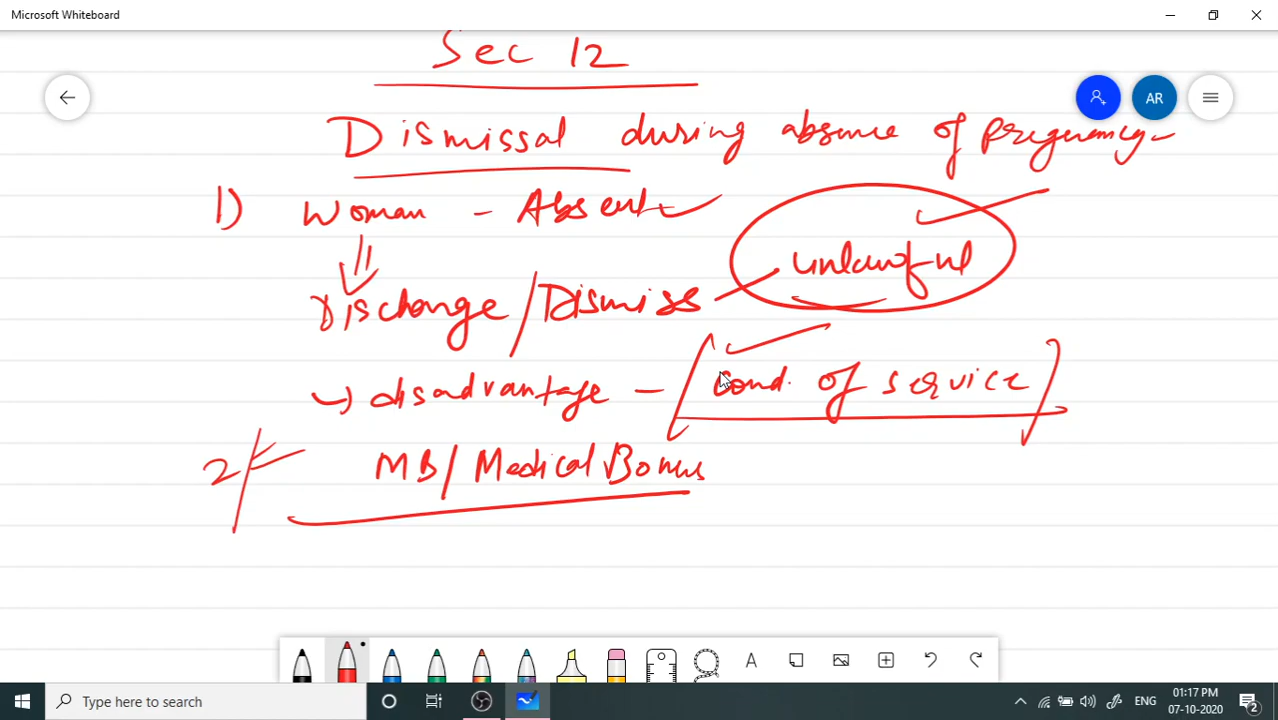 Microsoft Whiteboard
Sec 12
AR
Dismissal during absence of pregnancy
1) Woman - Absent
unlawful
Discharge/Dismiss
disadvantage - [Cond. of service]
2 MB/Medical Bonus
A
Type here to search
ENG
01:17 PM
07-10-2020
2